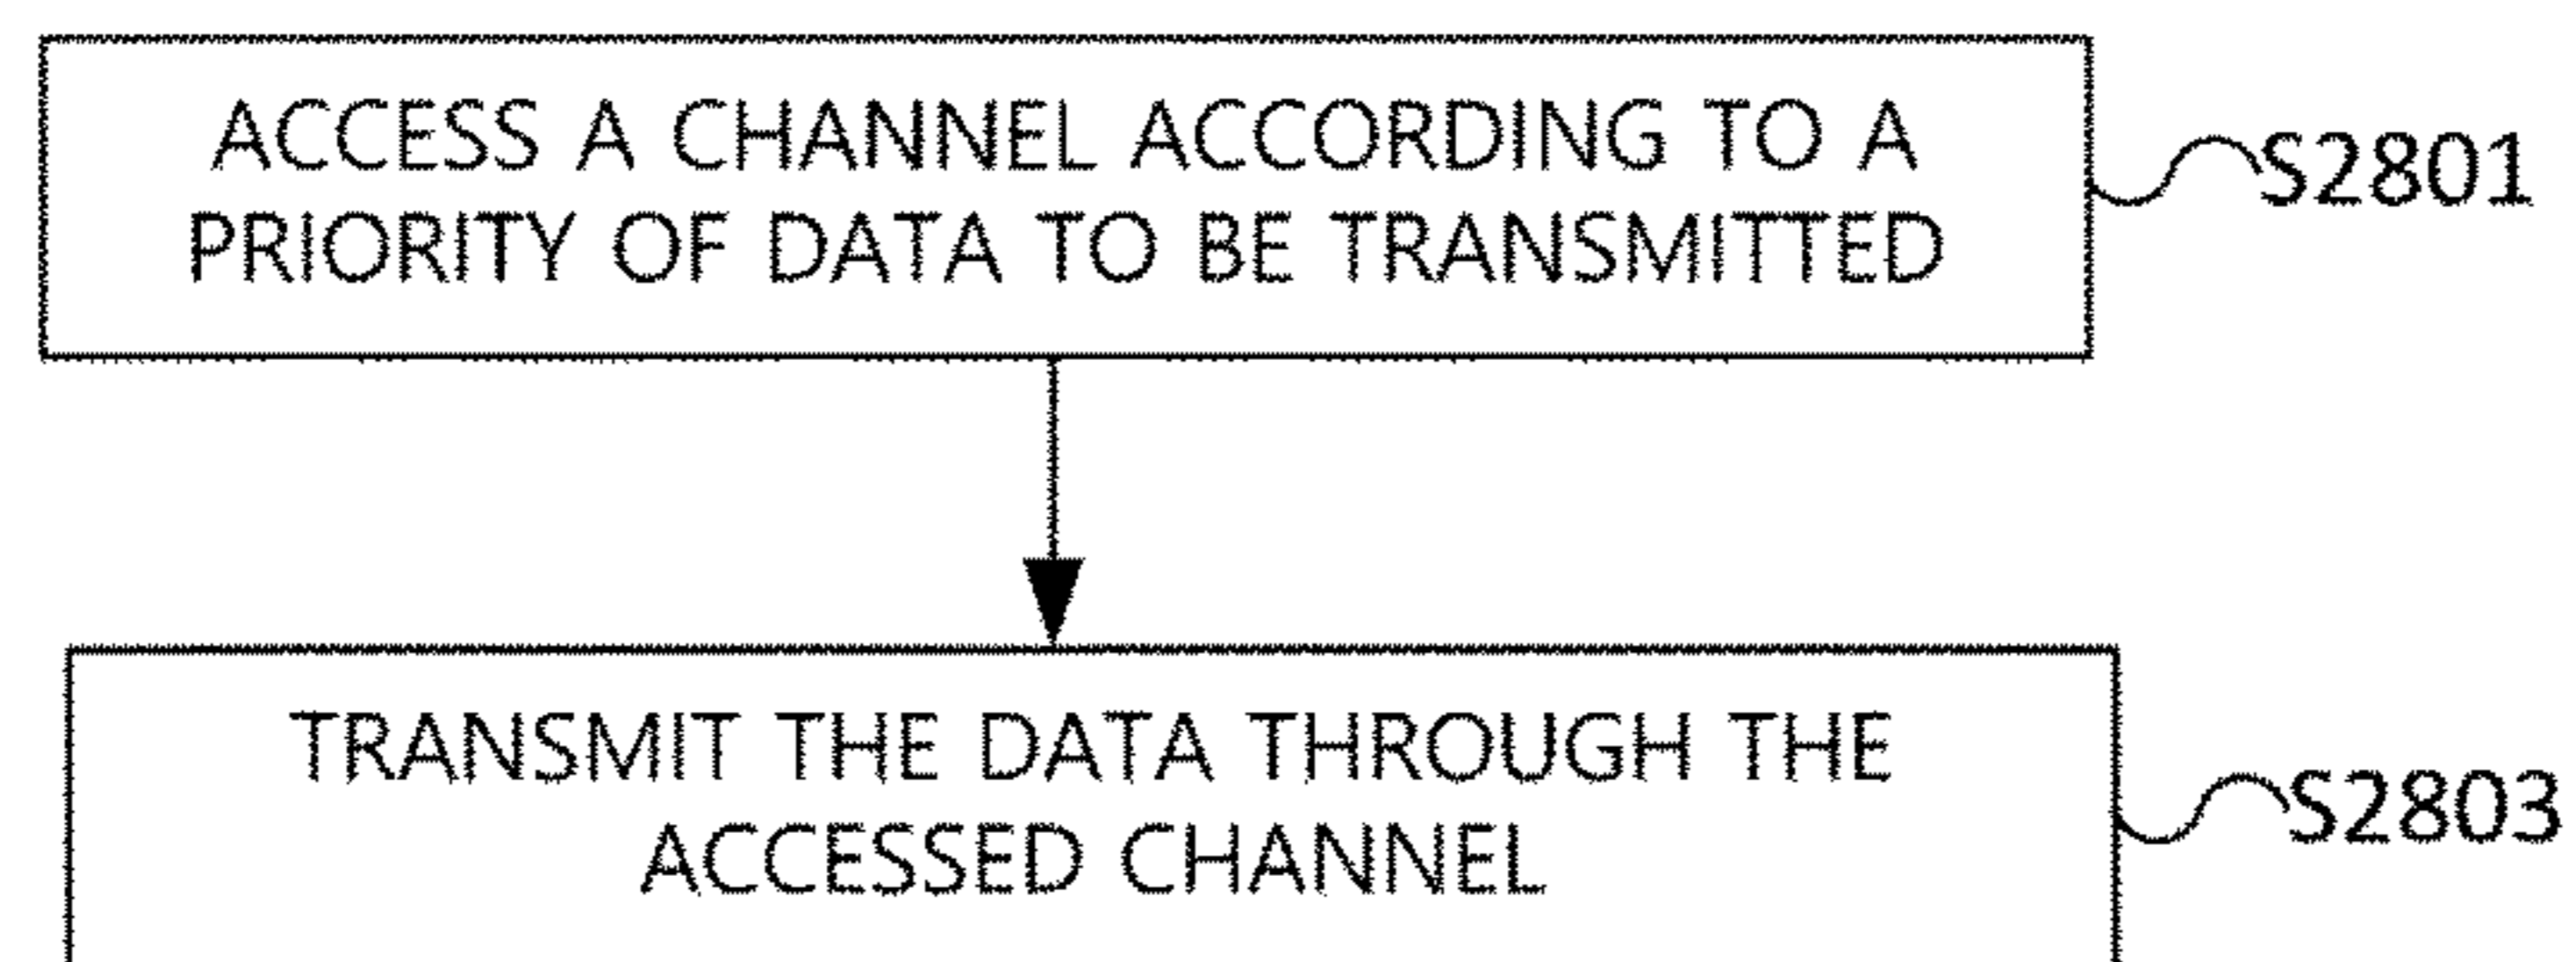 ACCESS A CHANNEL ACCORDING TO A
PRIORITY OF DATA TO BE TRANSMITTED
S2801
TRANSMIT THE DATA THROUGH THE
ACCESSED CHANNEL
S2803